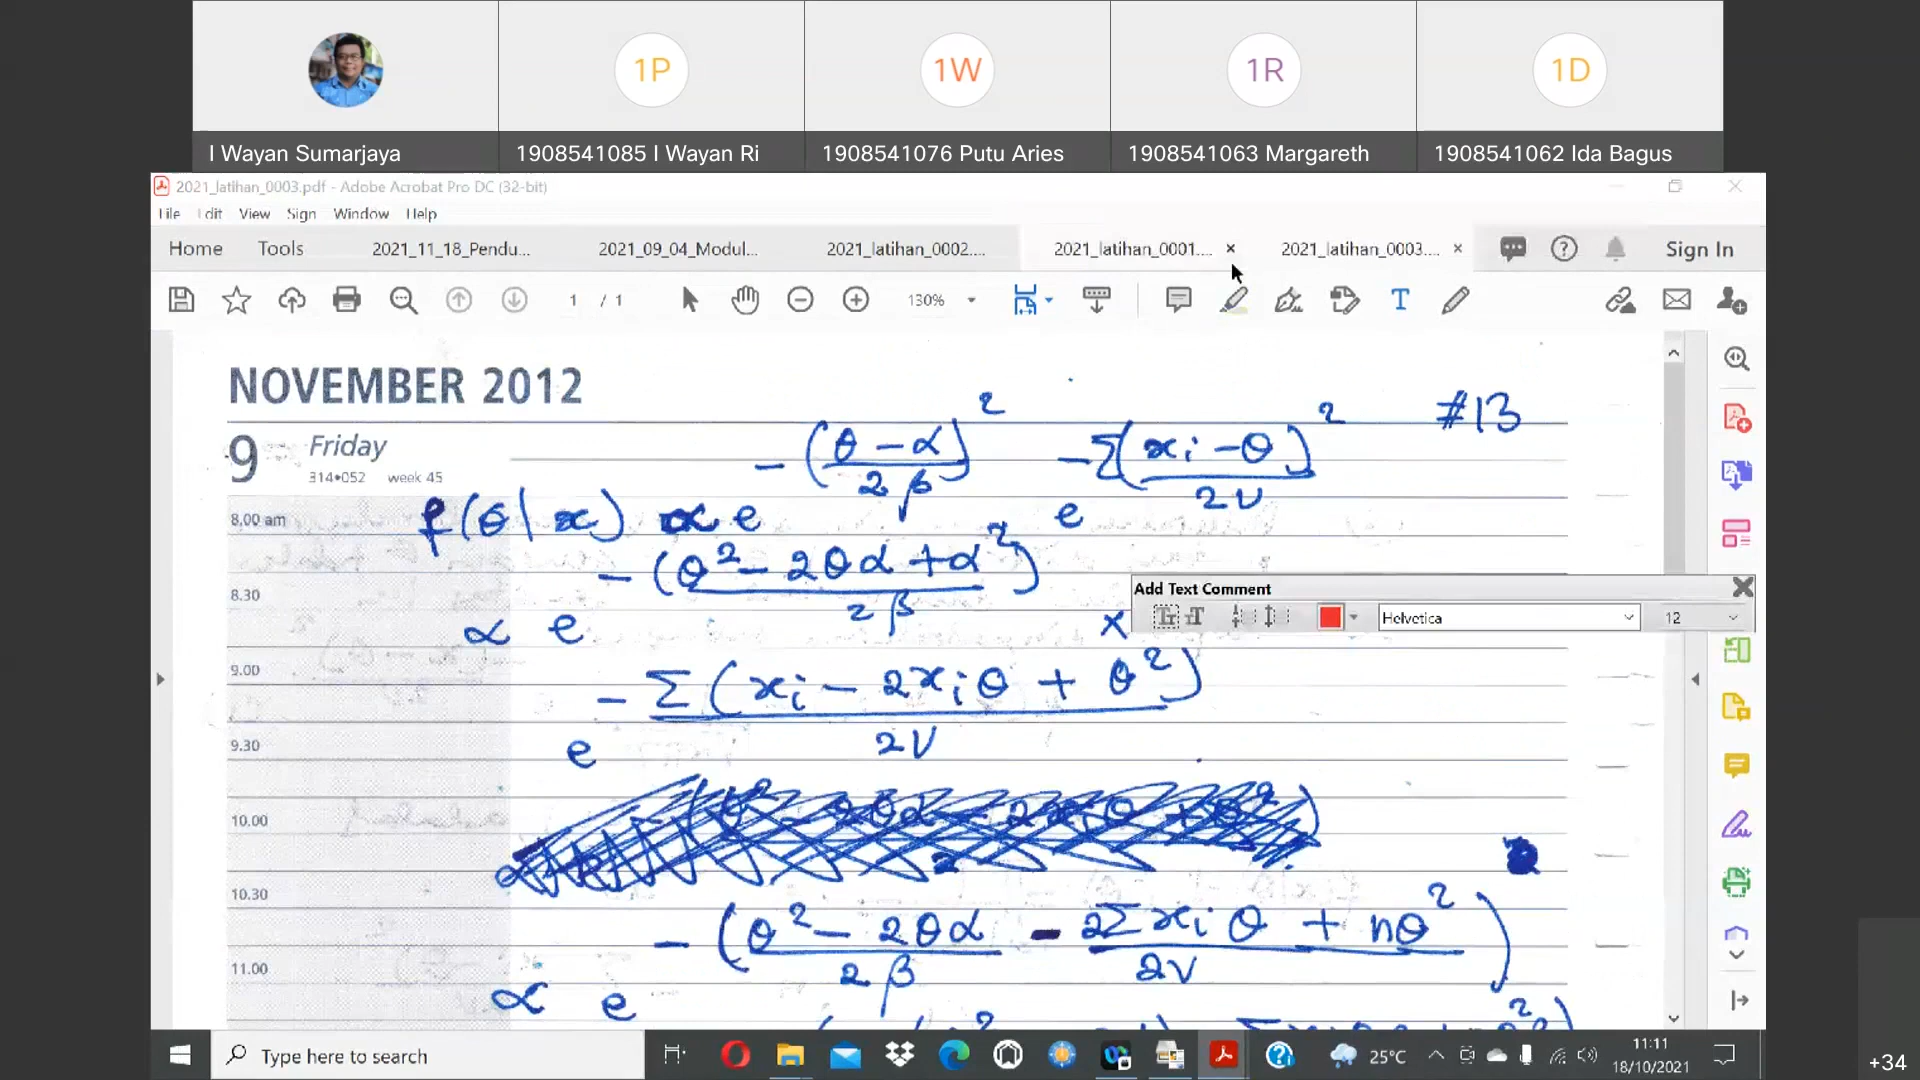 1P
1W
1R
1D
I Wayan Sumarjaya
1908541085 I Wayan Ri
1908541076 Putu Aries
1908541063 Margareth
1908541062 Ida Bagus
2021_latihan_0003.pdf - Adobe Acrobat Pro DC (32-bit)
File Edit View Sign Window Help
Home Tools 2021_11_18_Pendu... 2021_09_04_Modul... 2021_latihan_0002.... 2021_latihan_0001.... × 2021_latihan_0003.... × Sign In
1 / 1 130%
NOVEMBER 2012
#13
9 Friday
314•052 week 45
f(θ|x) ∝ e^{-(θ-α)²/2β} e^{-Σ(xi-θ)²/2ν}
∝ e^{-(θ²-2θα+α²)/2β} ×
e^{-Σ(xi-2xiθ+θ²)/2ν}
∝ e^{-((θ²-2θα)/2β - (2Σxiθ+nθ²)/2ν)}
8.00 am
8.30
9.00
9.30
10.00
10.30
11.00
Add Text Comment
Helvetica 12
Type here to search
25°C
11:11
18/10/2021
+34